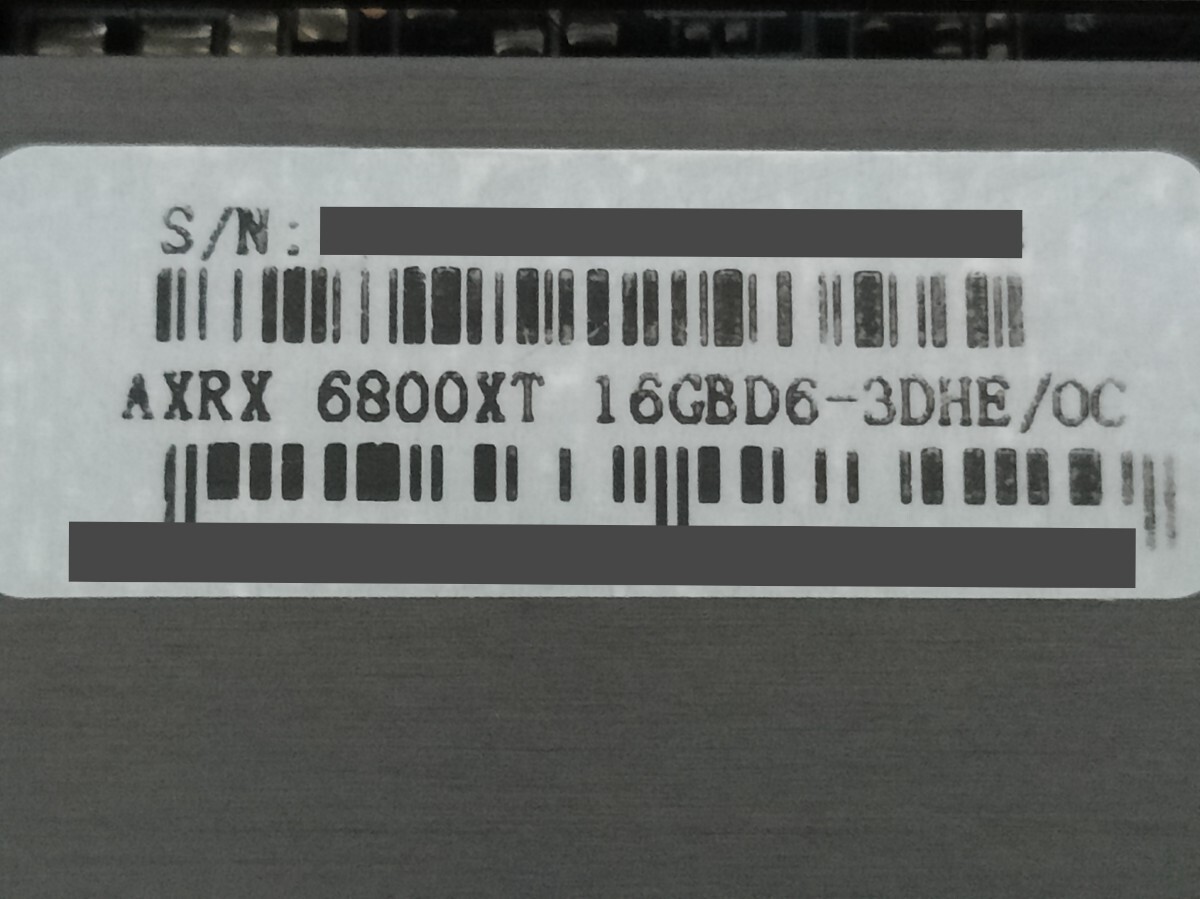 S/N:
AXRX 6800XT 16GBD6-3DHE/OC